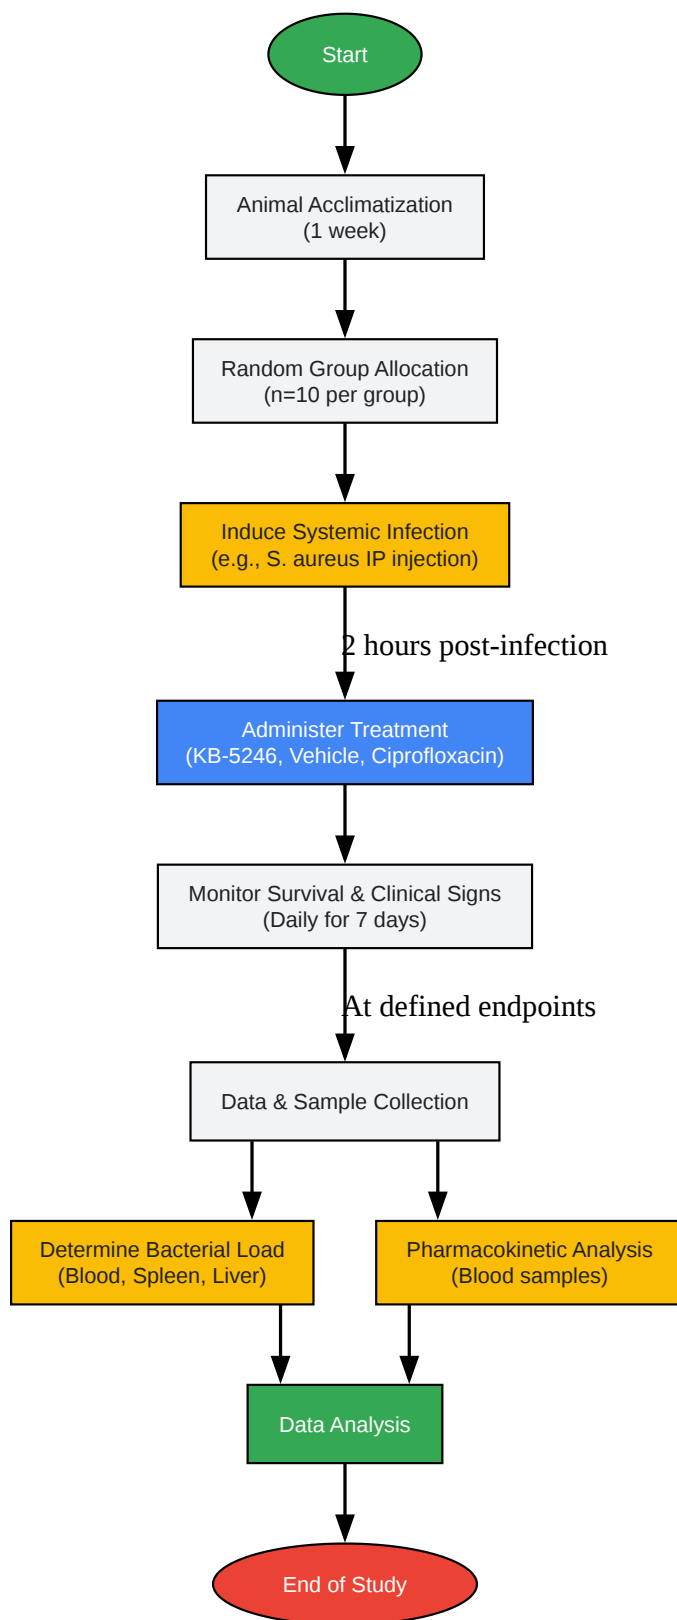 Start
Animal Acclimatization
(1 week)
Random Group Allocation
(n=10 per group)
Induce Systemic Infection
(e.g., S. aureus IP injection)
2 hours post-infection
Administer Treatment
(KB-5246, Vehicle, Ciprofloxacin)
Monitor Survival & Clinical Signs
(Daily for 7 days)
At defined endpoints
Data & Sample Collection
Determine Bacterial Load
(Blood, Spleen, Liver)
Pharmacokinetic Analysis
(Blood samples)
Data Analysis
End of Study